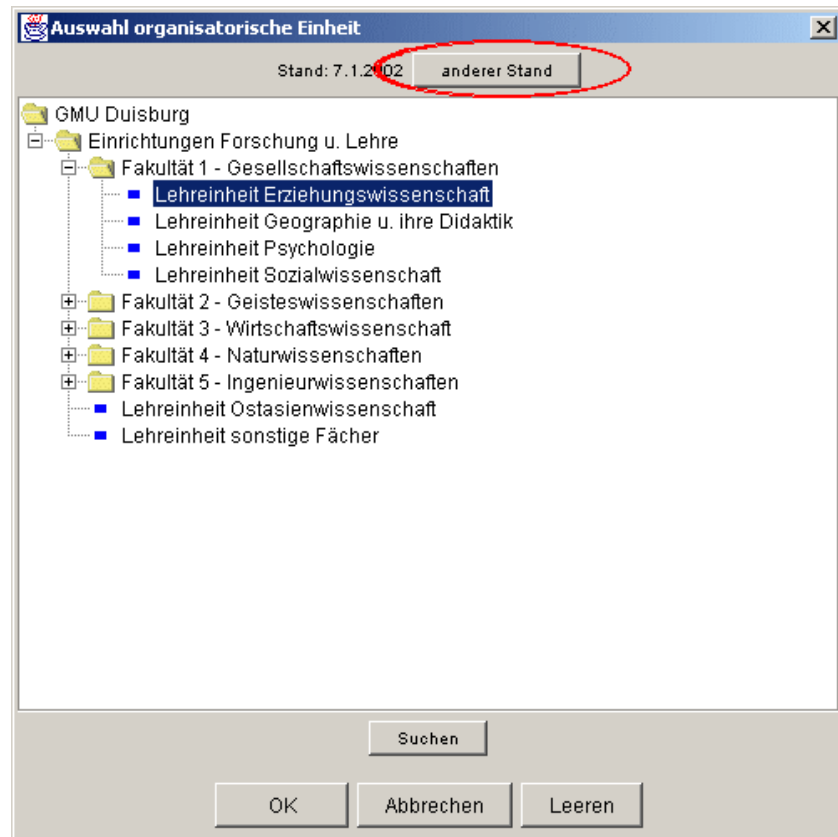 Auswahl organisatorische Einheit
Stand: 7.1.2002 anderer Stand
GMU Duisburg
Einrichtungen Forschung u. Lehre
Fakultät 1 - Gesellschaftswissenschaften
Lehreinheit Erziehungswissenschaft
Lehreinheit Geographie u. ihre Didaktik
Lehreinheit Psychologie
Lehreinheit Sozialwissenschaft
Fakultät 2 - Geisteswissenschaften
Fakultät 3 - Wirtschaftswissenschaft
Fakultät 4 - Naturwissenschaften
Fakultät 5 - Ingenieurwissenschaften
Lehreinheit Ostasienwissenschaft
Lehreinheit sonstige Fächer
Suchen
OK Abbrechen Leeren